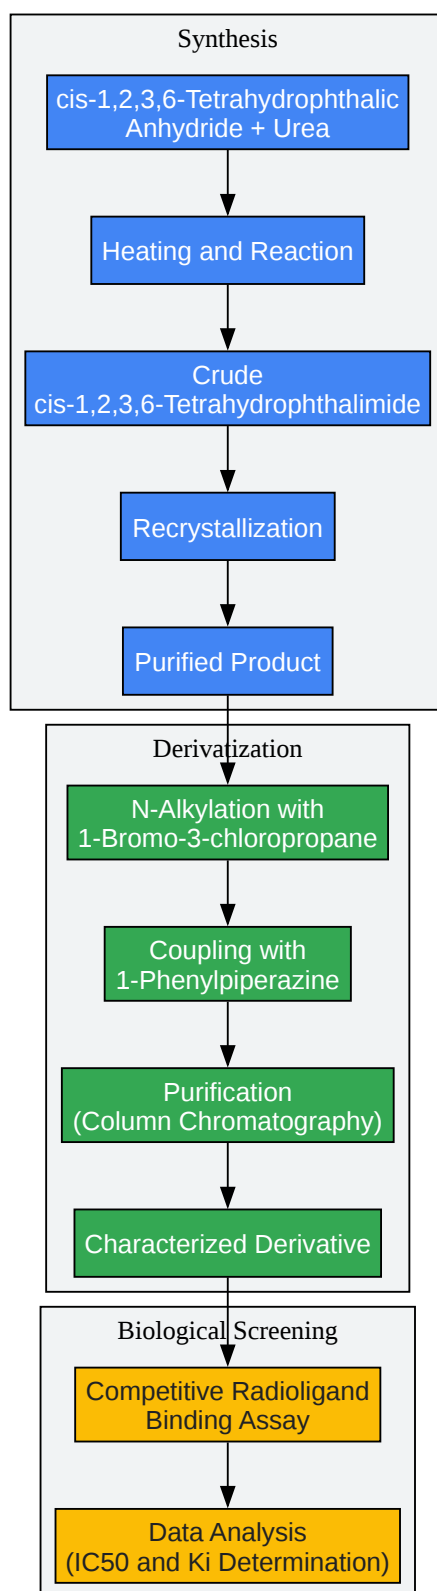 Synthesis
cis-1,2,3,6-Tetrahydrophthalic
Anhydride + Urea
Heating and Reaction
Crude
cis-1,2,3,6-Tetrahydrophthalimide
Recrystallization
Purified Product
Derivatization
N-Alkylation with
1-Bromo-3-chloropropane
Coupling with
1-Phenylpiperazine
Purification
(Column Chromatography)
Characterized Derivative
Biological Screening
Competitive Radioligand
Binding Assay
Data Analysis
(IC50 and Ki Determination)